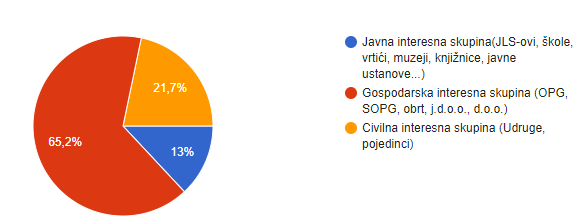 21,7%
65,2%
13%
Javna interesna skupina(JLS-ovi, škole,
vrtići, muzeji, knjižnice, javne
ustanove...)
Gospodarska interesna skupina (OPG,
SOPG, obrt, j.d.o.o., d.o.o.)
Civilna interesna skupina (Udruge,
pojedinci)